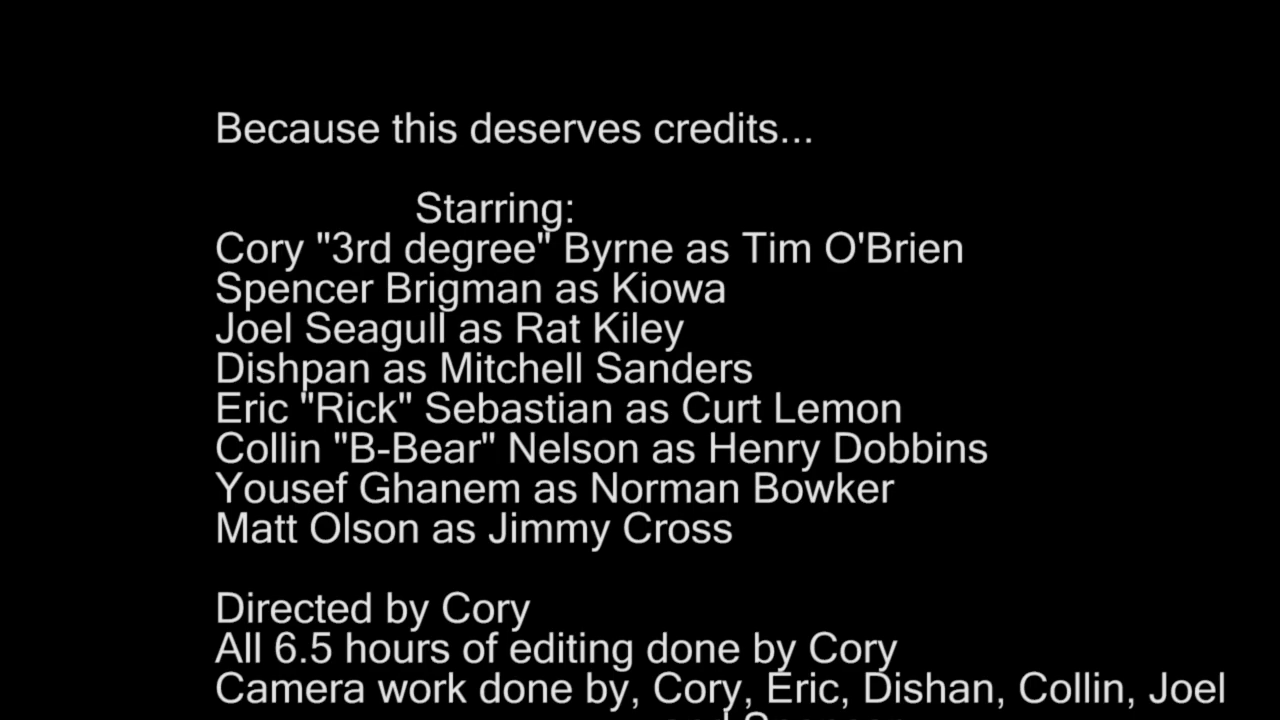 Because this deserves credits...
Starring:
Cory "3rd degree" Byrne as Tim O'Brien
Spencer Brigman as Kiowa
Joel Seagull as Rat Kiley
Dishpan as Mitchell Sanders
Eric "Rick" Sebastian as Curt Lemon
Collin "B-Bear" Nelson as Henry Dobbins
Yousef Ghanem as Norman Bowker
Matt Olson as Jimmy Cross
Directed by Cory
All 6.5 hours of editing done by Cory
Camera work done by, Cory, Eric, Dishan, Collin, Joel